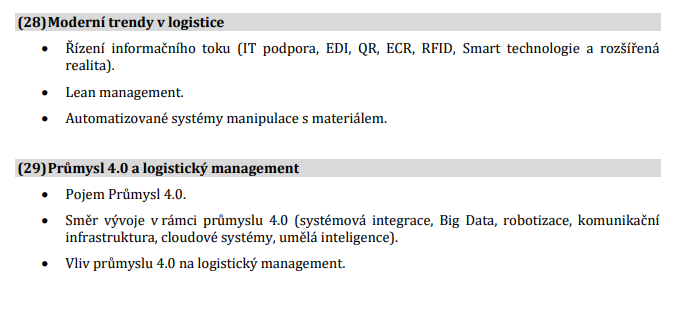 (28) Moderní trendy v logistice
• Řízení informačního toku (IT podpora, EDI, QR, ECR, RFID, Smart technologie a rozšířená
realita).
• Lean management.
• Automatizované systémy manipulace s materiálem.
(29) Průmysl 4.0 a logistický management
• Pojem Průmysl 4.0.
• Směr vývoje v rámci průmyslu 4.0 (systémová integrace, Big Data, robotizace, komunikační
infrastruktura, cloudové systémy, umělá inteligence).
• Vliv průmyslu 4.0 na logistický management.